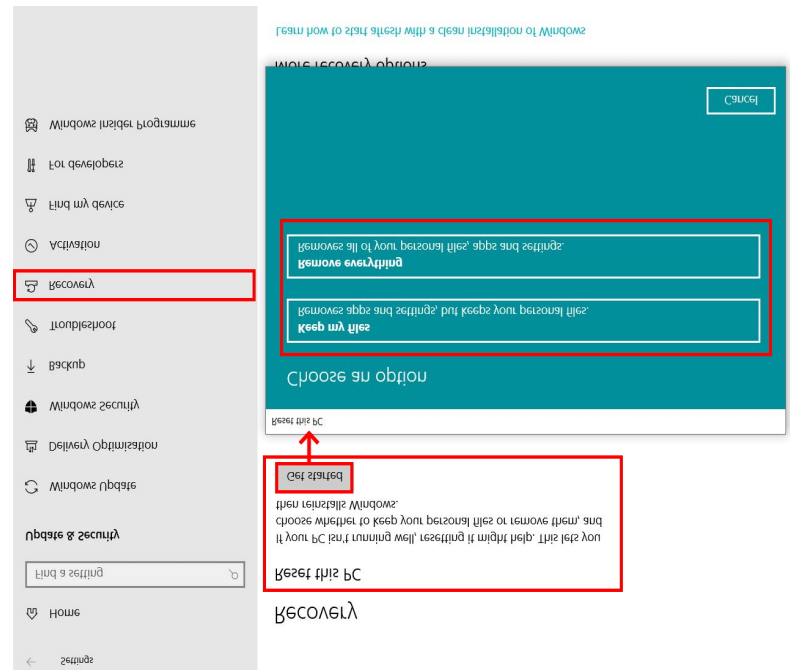 Settings
Home
Find a setting
Update & Security
Windows Update
Delivery Optimisation
Windows Security
Backup
Troubleshoot
Recovery
Activation
Find my device
For developers
Windows Insider Programme
Recovery
Reset this PC
If your PC isn't running well, resetting it might help. This lets you
choose whether to keep your personal files or remove them, and
then reinstalls Windows.
Get started
Reset this PC
Choose an option
Keep my files
Removes apps and settings, but keeps your personal files.
Remove everything
Removes all of your personal files, apps and settings.
Cancel
More recovery options
Learn how to start afresh with a clean installation of Windows